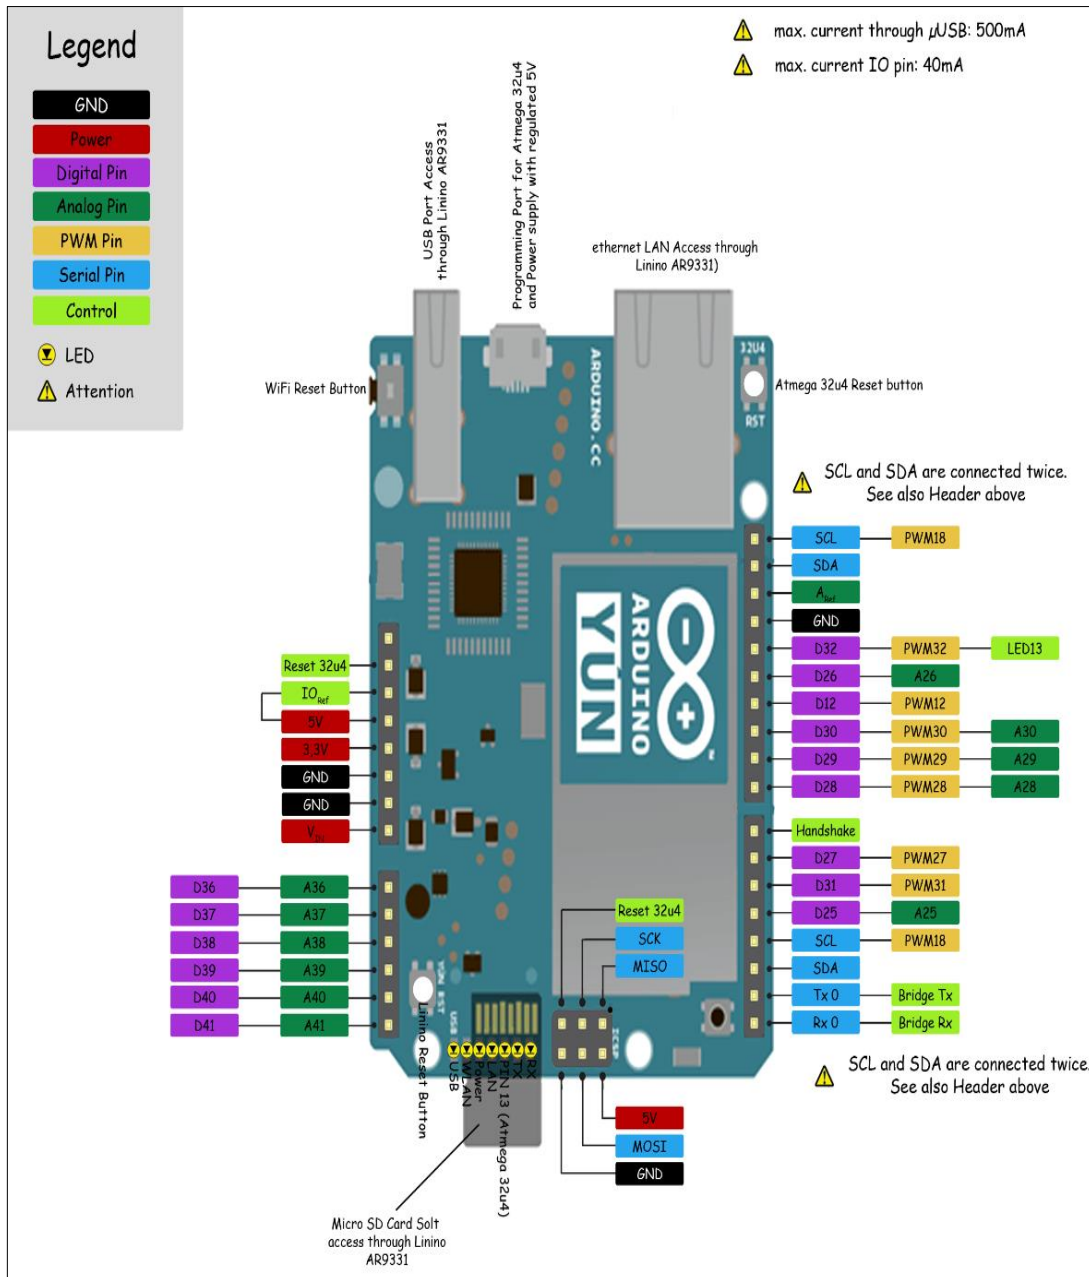 Legend
GND
Power
Digital Pin
Analog Pin
PWM Pin
Serial Pin
Control
LED
Attention
max. current through µUSB: 500mA
max. current IO pin: 40mA
USB Port Access
through Linino AR9331
Programming Port for Atmega 32u4
and Power supply with regulated 5V
ethernet LAN Access through
Linino AR9331)
WiFi Reset Button
Atmega 32u4 Reset button
32U4
RST
ARDUINO.CC
ARDUINO
YÚN
SCL and SDA are connected twice.
See also Header above
SCL PWM18
SDA
ARef
GND
D32 PWM32 LED13
D26 A26
D12 PWM12
D30 PWM30 A30
D29 PWM29 A29
D28 PWM28 A28
Handshake
D27 PWM27
D31 PWM31
D25 A25
SCL PWM18
SDA
Tx 0 Bridge Tx
Rx 0 Bridge Rx
SCL and SDA are connected twice.
See also Header above
Reset 32u4
IORef
5V
3,3V
GND
GND
D36 A36
D37 A37
D38 A38
D39 A39
D40 A40
D41 A41
Reset 32u4
SCK
MISO
ICSP
5V
MOSI
GND
YUN RST
Linino Reset Button
USB
USB
WLAN
Power
LAN
PIN 13 (Atmega 32u4)
TX
RX
Micro SD Card Solt
access through Linino
AR9331